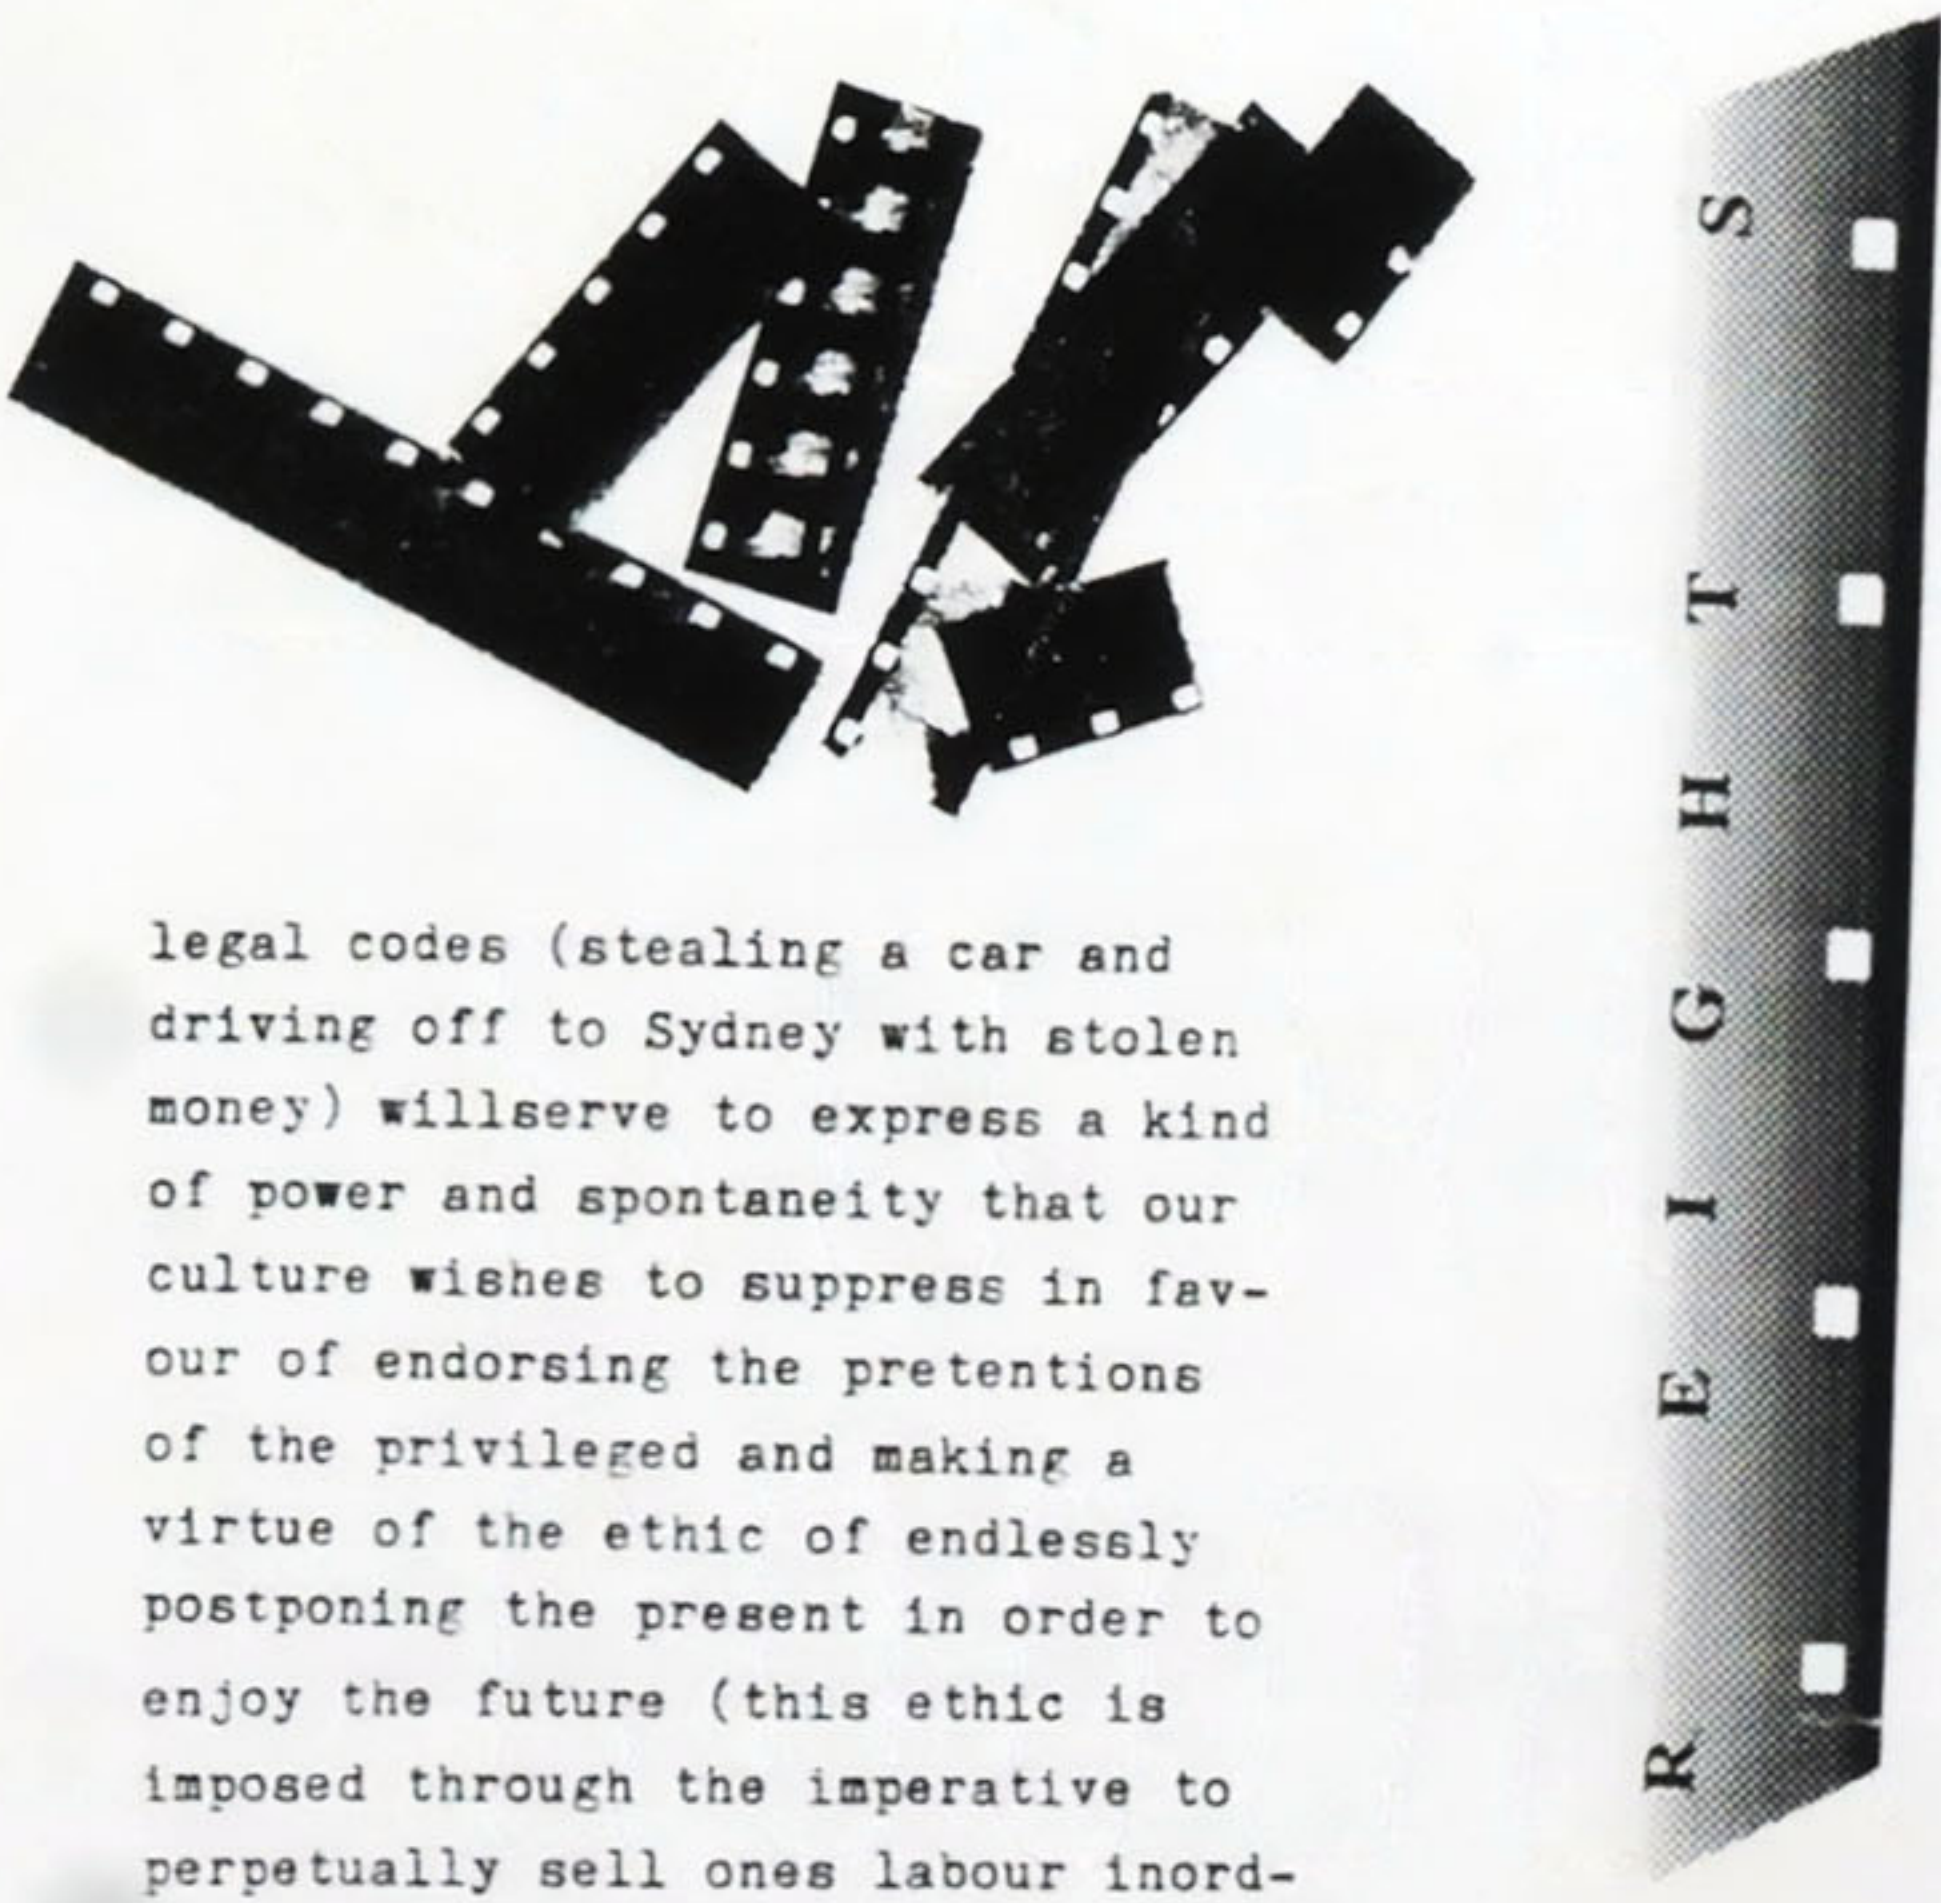 legal codes (stealing a car and
driving off to Sydney with stolen
money) willserve to express a kind
of power and spontaneity that our
culture wishes to suppress in fav-
our of endorsing the pretentions
of the privileged and making a
virtue of the ethic of endlessly
postponing the present in order to
enjoy the future (this ethic is
imposed through the imperative to
perpetually sell ones labour inord-
R E I G H T S